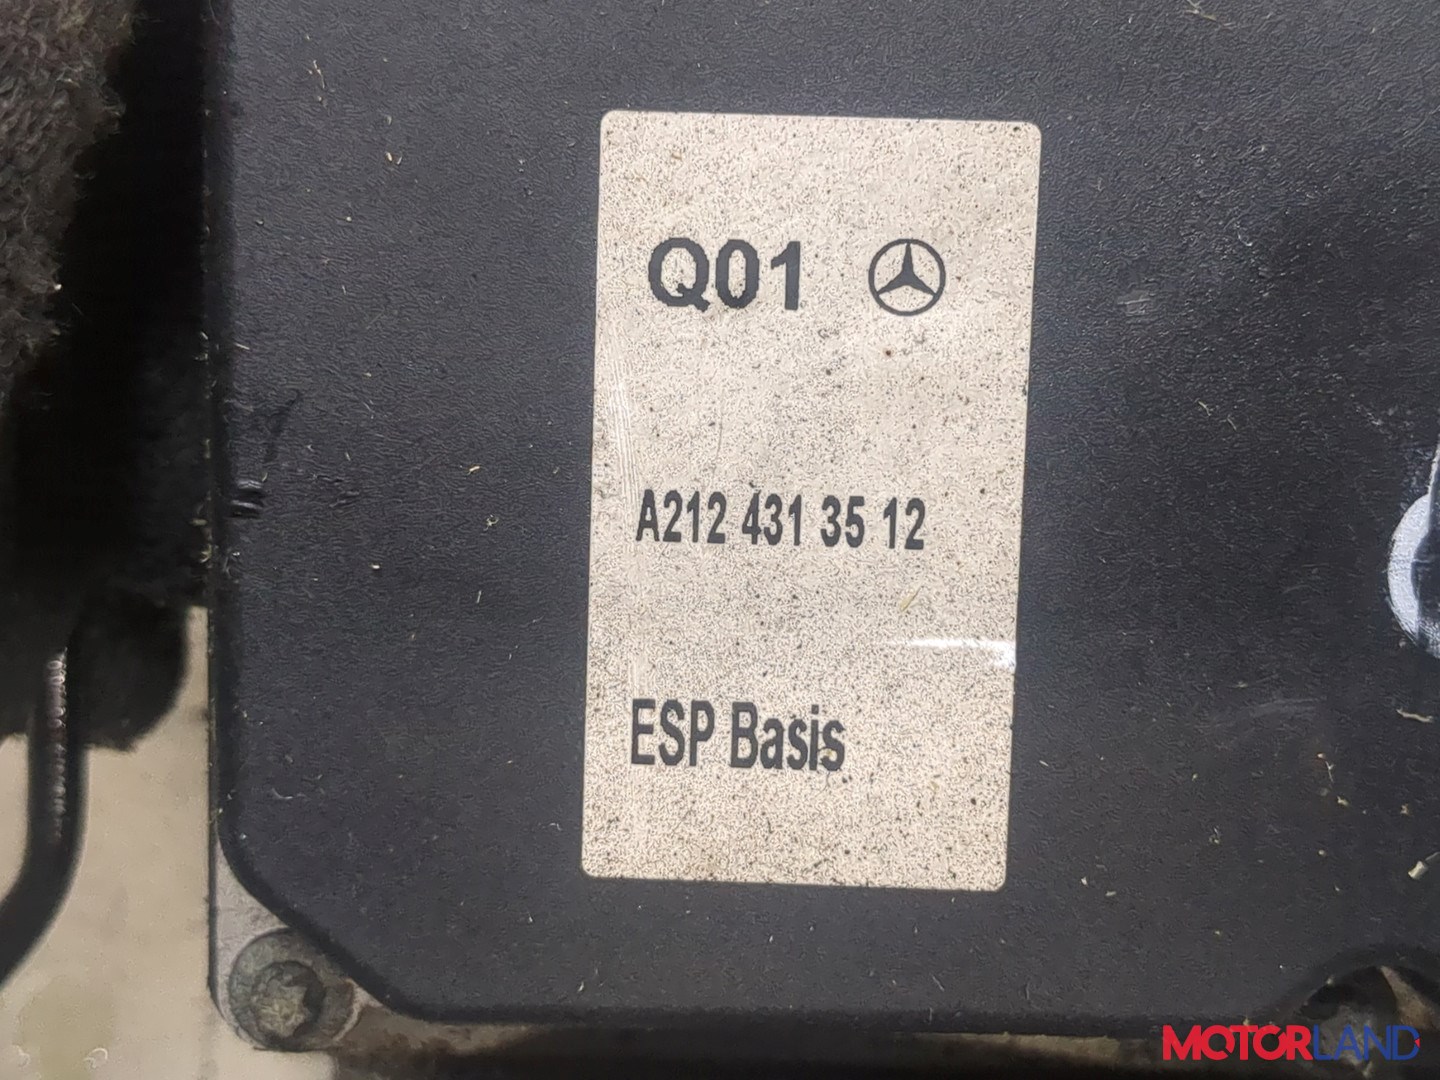 Q01
A212 431 35 12
ESP Basis
MOTORLAND